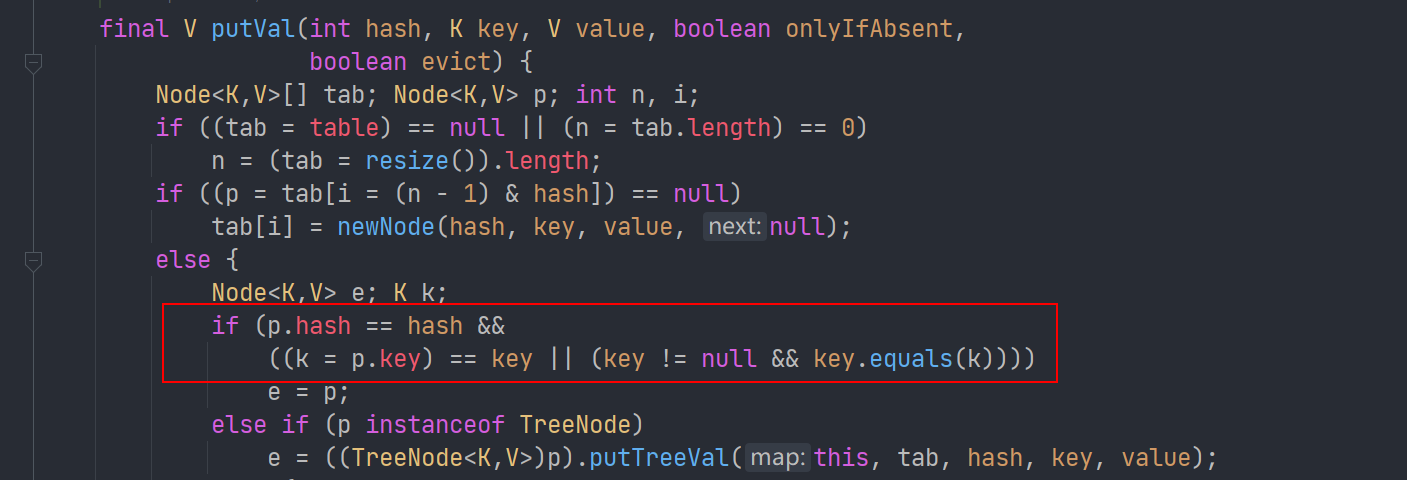 final V putVal(int hash, K key, V value, boolean onlyIfAbsent,
boolean evict) {
Node<K,V>[] tab; Node<K,V> p; int n, i;
if ((tab = table) == null || (n = tab.length) == 0)
n = (tab = resize()).length;
if ((p = tab[i = (n - 1) & hash]) == null)
tab[i] = newNode(hash, key, value, next: null);
else {
Node<K,V> e; K k;
if (p.hash == hash &&
((k = p.key) == key || (key != null && key.equals(k))))
e = p;
else if (p instanceof TreeNode)
e = ((TreeNode<K,V>)p).putTreeVal( map: this, tab, hash, key, value);